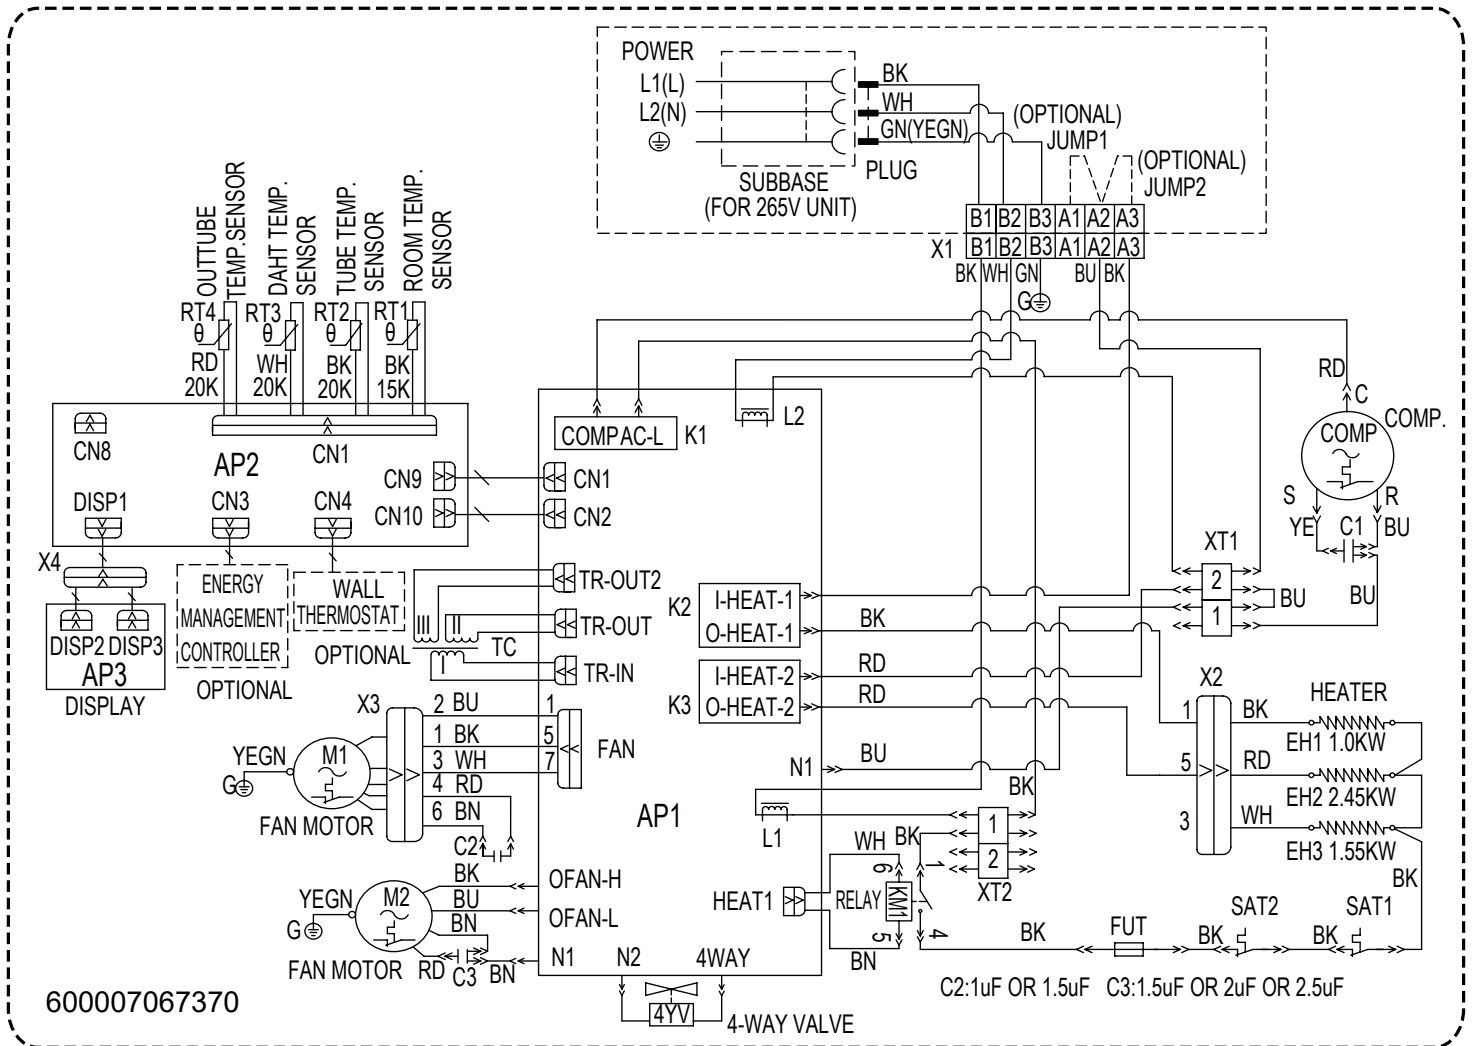 POWER
L1(L)
L2(N)
BK
WH
GN(YEGN)
PLUG
SUBBASE
(FOR 265V UNIT)
(OPTIONAL)
JUMP1
(OPTIONAL)
JUMP2
B1 B2 B3 A1 A2 A3
X1 B1 B2 B3 A1 A2 A3
BK WH GN BU BK
G
OUTTUBE
TEMP.SENSOR
DAHT TEMP.
SENSOR
TUBE TEMP.
SENSOR
ROOM TEMP.
SENSOR
RT4 RT3 RT2 RT1
θ θ θ θ
RD WH BK BK
20K 20K 20K 15K
CN8
CN1
AP2
CN9
CN10
DISP1
CN3
CN4
X4
DISP2 DISP3
AP3
DISPLAY
ENERGY
MANAGEMENT
CONTROLLER
OPTIONAL
WALL
THERMOSTAT
OPTIONAL
COMPAC-L K1
L2
CN1
CN2
TR-OUT2
TR-OUT
TR-IN
III II
I
TC
K2
I-HEAT-1
O-HEAT-1
BK
K3
I-HEAT-2
O-HEAT-2
RD
RD
RD
C
COMP
COMP.
S R
YE C1 BU
BU
XT1
2
1
BU
X3
2 BU 1
1 BK 5
3 WH 7
4 RD
6 BN
FAN
C2
YEGN
G
M1
FAN MOTOR
N1
BU
AP1
L1
BK
X2
1 BK
5 RD
3 WH
HEATER
EH1 1.0KW
EH2 2.45KW
EH3 1.55KW
BK
YEGN
G
M2
FAN MOTOR
BK OFAN-H
BU OFAN-L
BN
RD C3 BN N1
N2
4WAY
4YV
4-WAY VALVE
HEAT1
WH
BN
RELAY
KM1
6
5
1
4
BK
1
2
XT2
BK
FUT
BK
SAT2
BK
SAT1
C2:1uF OR 1.5uF C3:1.5uF OR 2uF OR 2.5uF
600007067370